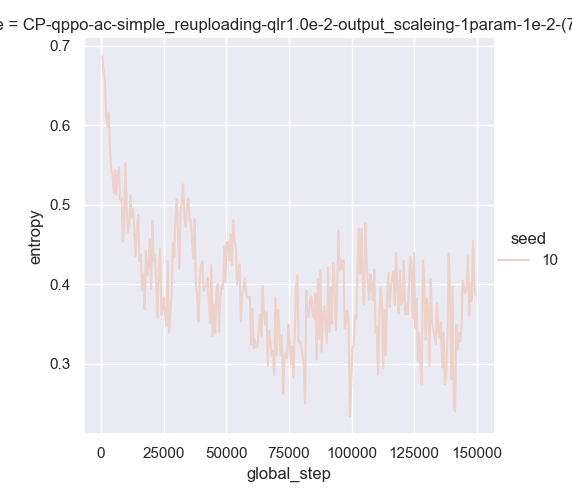 e = CP-qppo-ac-simple_reuploading-qlr1.0e-2-output_scaleing-1param-1e-2-(7
0.7
0.6
0.5
0.4
0.3
entropy
seed
10
0 25000 50000 75000 100000 125000 150000
global_step